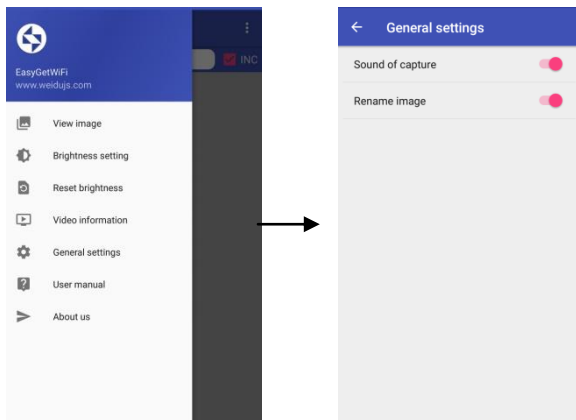 EasyGetWiFi
www.weidujs.com
INC
View image
Brightness setting
Reset brightness
Video information
General settings
User manual
About us
General settings
Sound of capture
Rename image